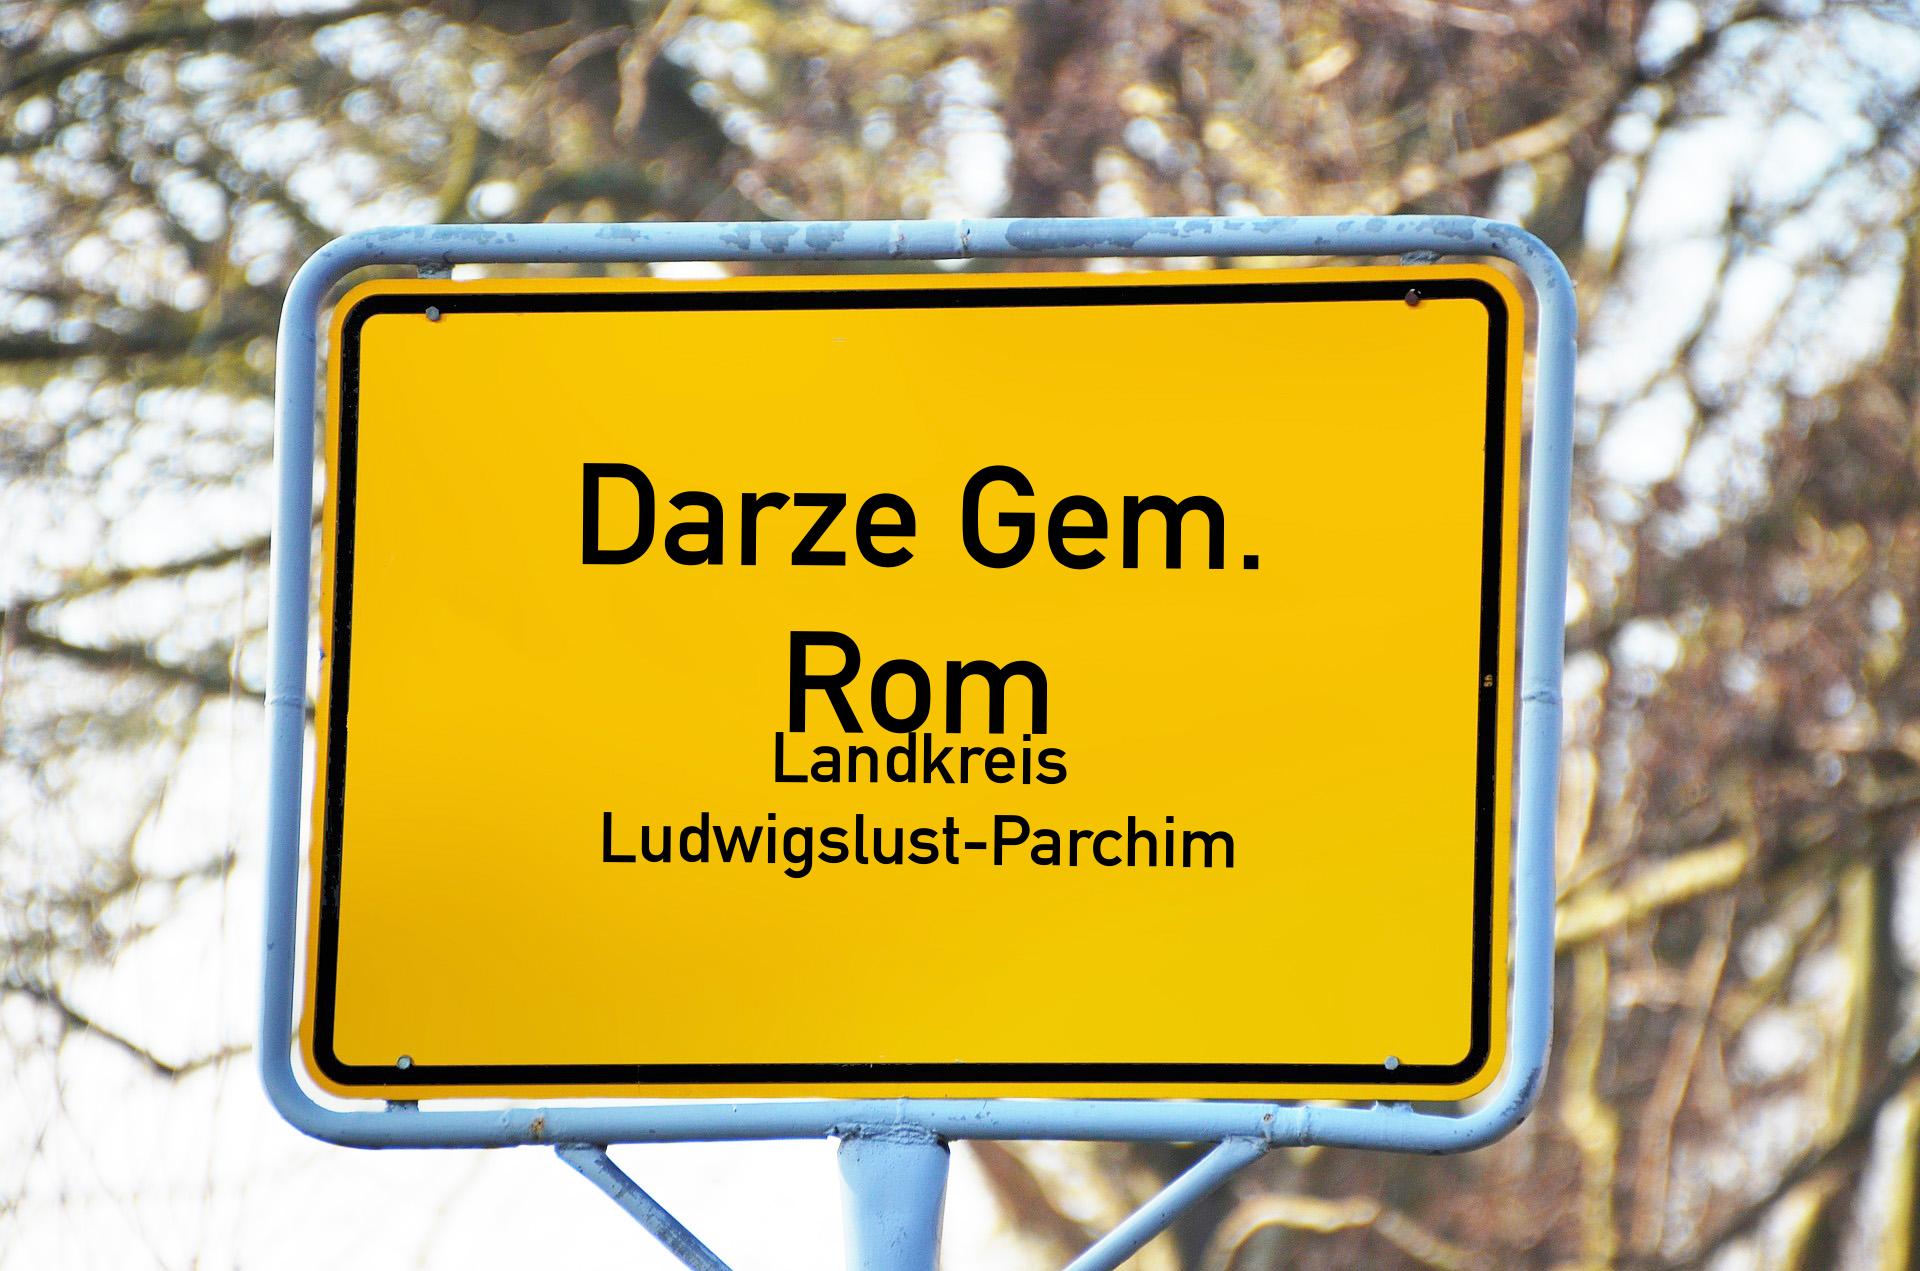 Darze Gem.
Rom
Landkreis
Ludwigslust-Parchim